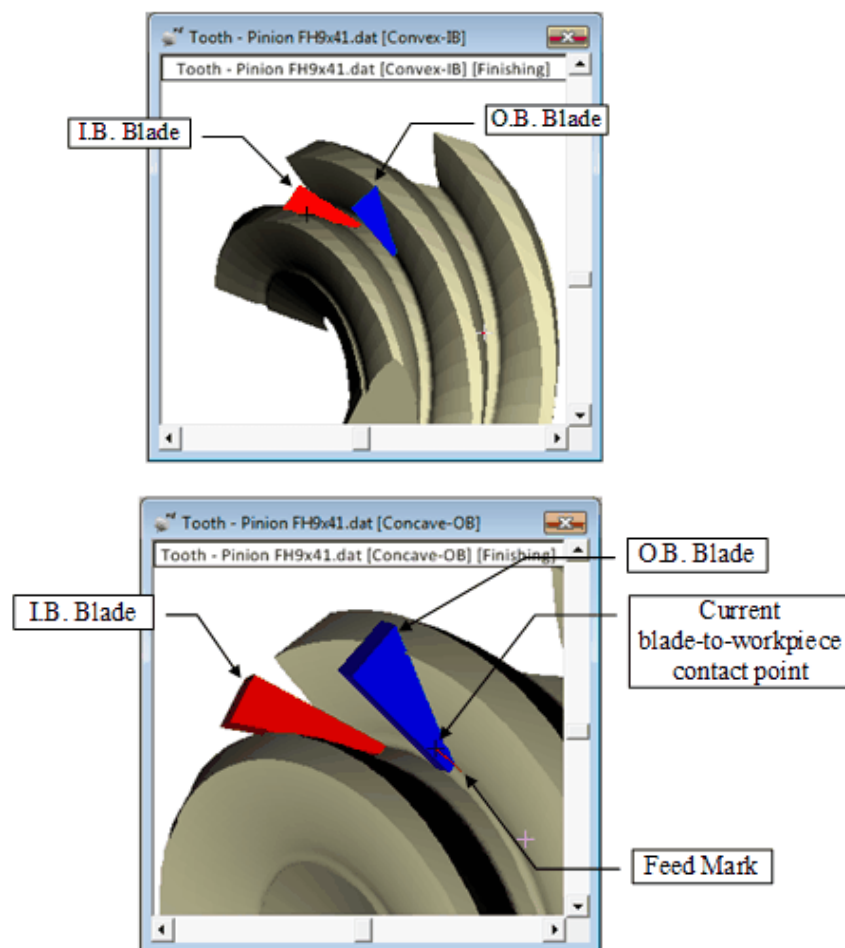 Tooth - Pinion FH9x41.dat [Convex-IB]
Tooth - Pinion FH9x41.dat [Convex-IB] [Finishing]
I.B. Blade
O.B. Blade
Tooth - Pinion FH9x41.dat [Concave-OB]
Tooth - Pinion FH9x41.dat [Concave-OB] [Finishing]
O.B. Blade
I.B. Blade
Current
blade-to-workpiece
contact point
Feed Mark